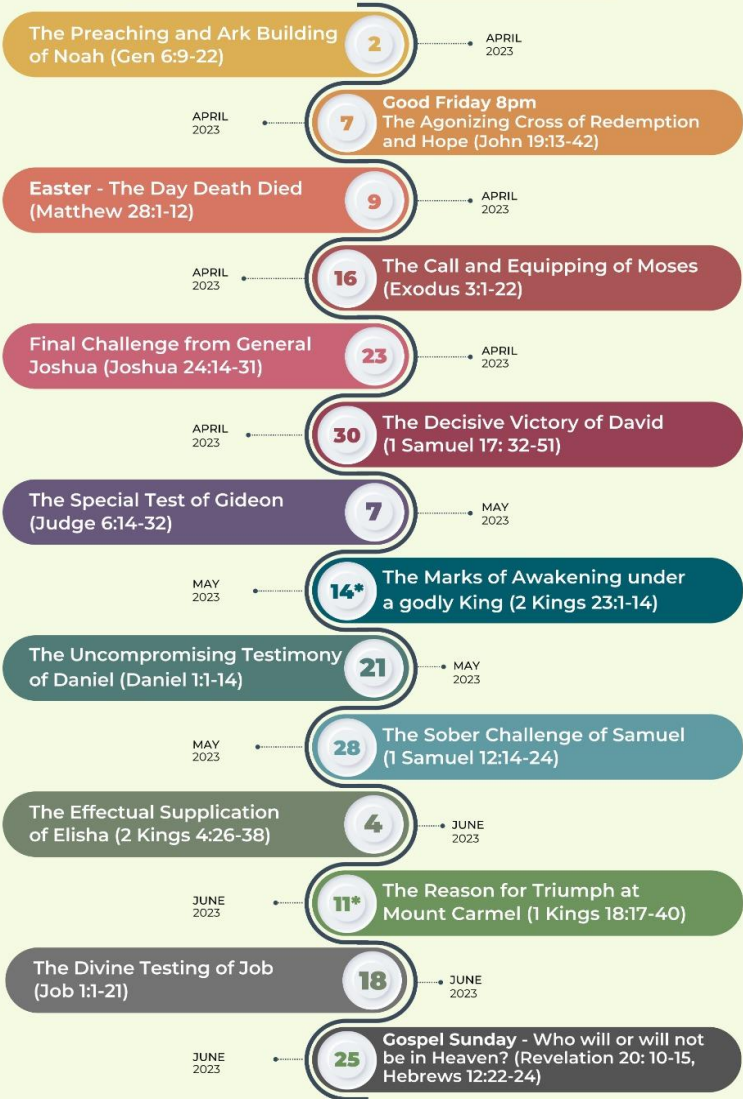 The Preaching and Ark Building
of Noah (Gen 6:9-22)
2
APRIL
2023
APRIL
2023
7
Good Friday 8pm
The Agonizing Cross of Redemption
and Hope (John 19:13-42)
Easter - The Day Death Died
(Matthew 28:1-12)
9
APRIL
2023
APRIL
2023
16
The Call and Equipping of Moses
(Exodus 3:1-22)
Final Challenge from General
Joshua (Joshua 24:14-31)
23
APRIL
2023
APRIL
2023
30
The Decisive Victory of David
(1 Samuel 17: 32-51)
The Special Test of Gideon
(Judge 6:14-32)
7
MAY
2023
MAY
2023
14*
The Marks of Awakening under
a godly King (2 Kings 23:1-14)
The Uncompromising Testimony
of Daniel (Daniel 1:1-14)
21
MAY
2023
MAY
2023
28
The Sober Challenge of Samuel
(1 Samuel 12:14-24)
The Effectual Supplication
of Elisha (2 Kings 4:26-38)
4
JUNE
2023
JUNE
2023
11*
The Reason for Triumph at
Mount Carmel (1 Kings 18:17-40)
The Divine Testing of Job
(Job 1:1-21)
18
JUNE
2023
JUNE
2023
25
Gospel Sunday - Who will or will not
be in Heaven? (Revelation 20: 10-15,
Hebrews 12:22-24)